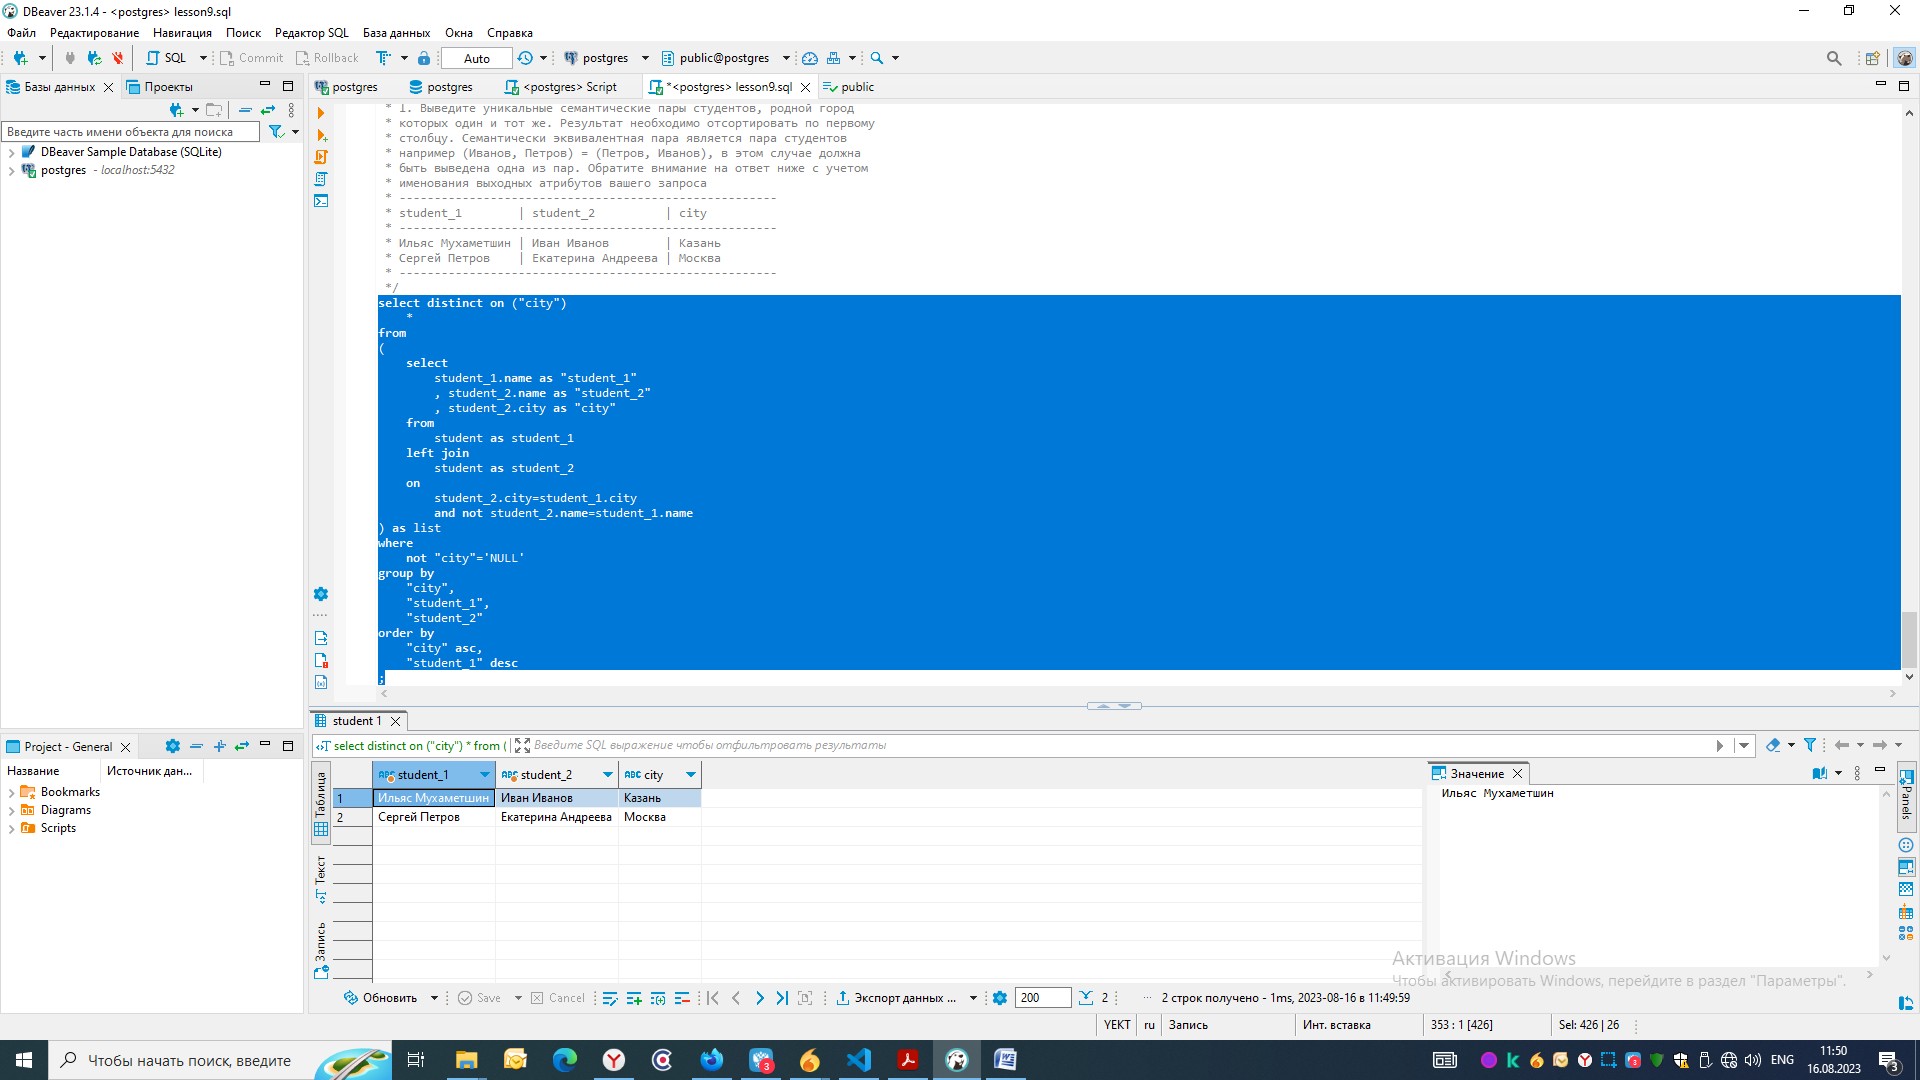 DBeaver 23.1.4 - <postgres> lesson9.sql
Файл Редактирование Навигация Поиск Редактор SQL База данных Окна Справка
SQL Commit Rollback Auto postgres public@postgres
Базы данных Проекты postgres postgres <postgres> Script *<postgres> lesson9.sql public
Введите часть имени объекта для поиска
DBeaver Sample Database (SQLite)
postgres - localhost:5432
* 1. Выведите уникальные семантические пары студентов, родной город
* которых один и тот же. Результат необходимо отсортировать по первому
* столбцу. Семантически эквивалентная пара является пара студентов
* например (Иванов, Петров) = (Петров, Иванов), в этом случае должна
* быть выведена одна из пар. Обратите внимание на ответ ниже с учетом
* именования выходных атрибутов вашего запроса
* ------------------------------------------------------
* student_1 | student_2 | city
* ------------------------------------------------------
* Ильяс Мухаметшин | Иван Иванов | Казань
* Сергей Петров | Екатерина Андреева | Москва
* ------------------------------------------------------
*/
select distinct on ("city")
*
from
(
select
student_1.name as "student_1"
, student_2.name as "student_2"
, student_2.city as "city"
from
student as student_1
left join
student as student_2
on
student_2.city=student_1.city
and not student_2.name=student_1.name
) as list
where
not "city"='NULL'
group by
"city",
"student_1",
"student_2"
order by
"city" asc,
"student_1" desc
;
student 1
select distinct on ("city") * from ( Введите SQL выражение чтобы отфильтровать результаты
Project - General
Название Источник дан...
Bookmarks
Diagrams
Scripts
Таблица
Текст
Запись
student_1 student_2 city
1 Ильяс Мухаметшин Иван Иванов Казань
2 Сергей Петров Екатерина Андреева Москва
Значение
Ильяс Мухаметшин
Panels
Активация Windows
Чтобы активировать Windows, перейдите в раздел "Параметры".
Обновить Save Cancel Экспорт данных ... 200 2 ... 2 строк получено - 1ms, 2023-08-16 в 11:49:59
YEKT ru Запись Инт. вставка 353 : 1 [426] Sel: 426 | 26
Чтобы начать поиск, введите
3
3
ENG
11:50
16.08.2023
3